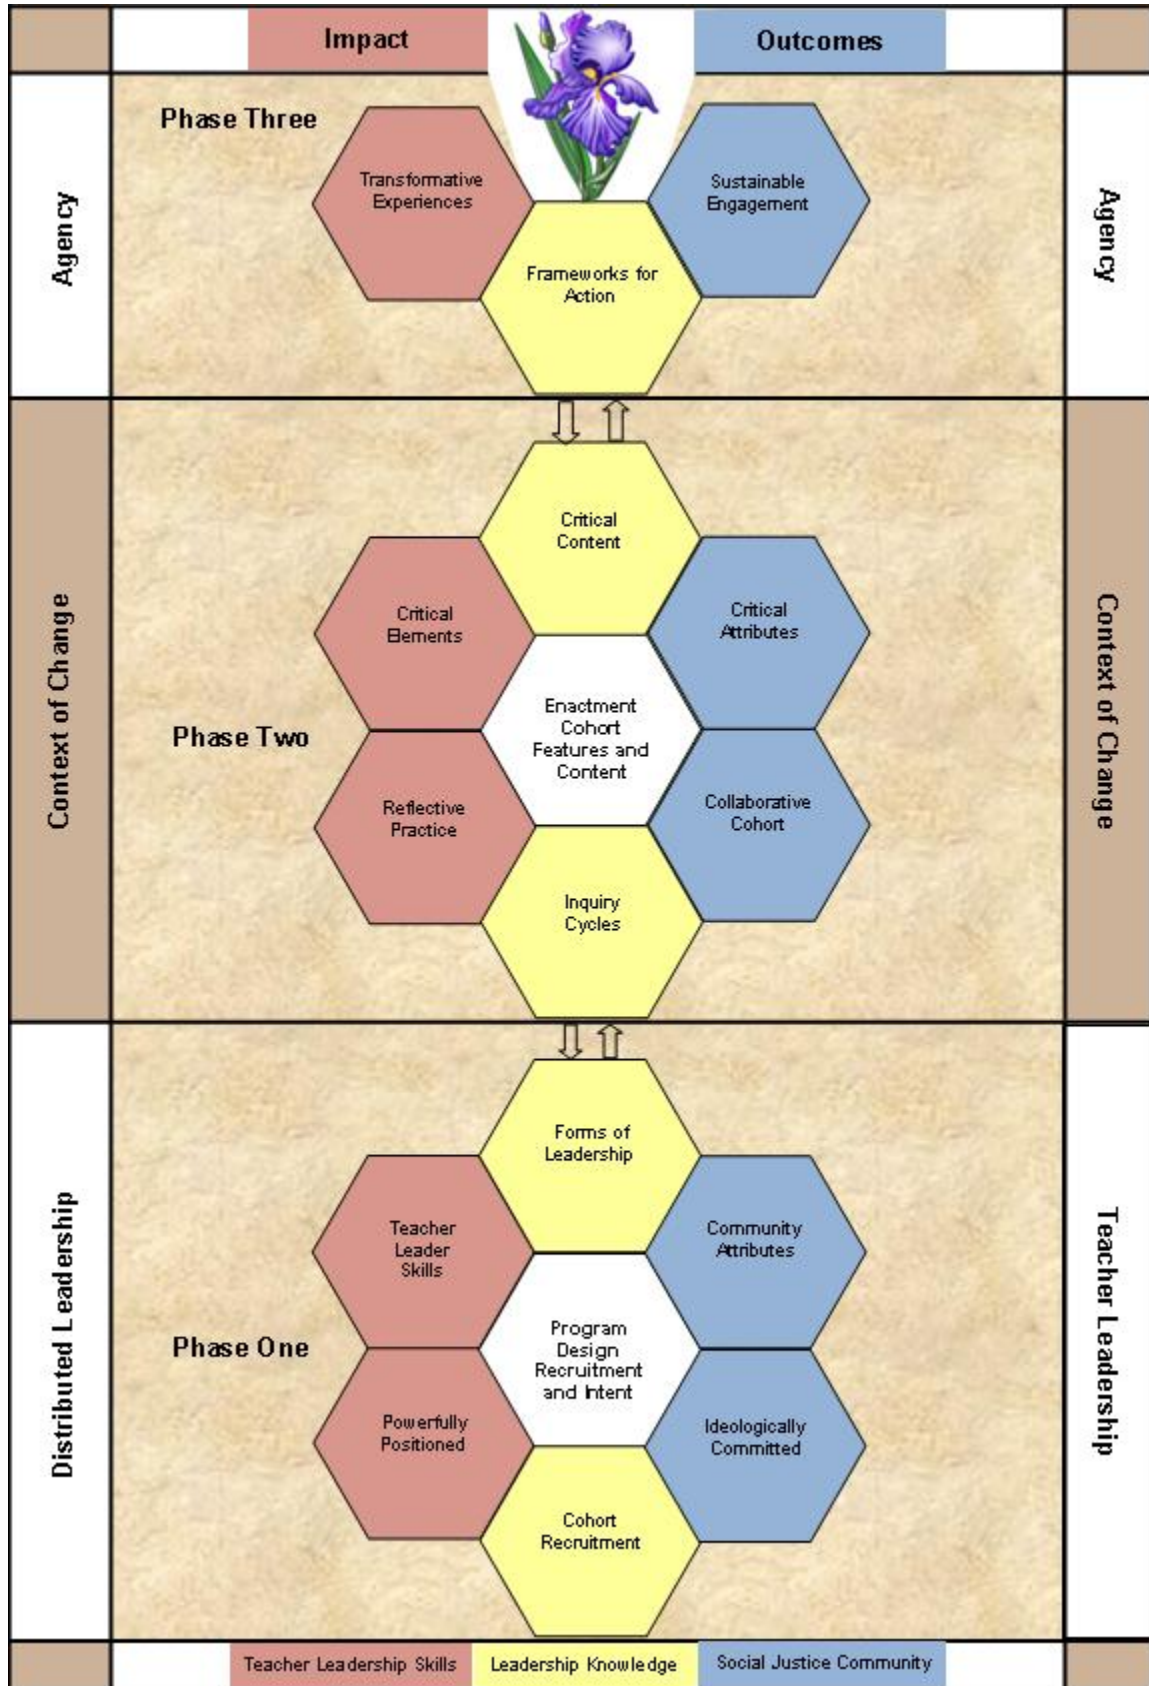 Impact
Outcomes
Phase Three
Agency
Agency
Transformative
Experiences
Sustainable
Engagement
Frameworks for
Action
Context of Change
Context of Change
Critical
Content
Critical
Elements
Critical
Attributes
Enactment
Cohort
Features and
Content
Phase Two
Reflective
Practice
Collaborative
Cohort
Inquiry
Cycles
Distributed Leadership
Teacher Leadership
Forms of
Leadership
Teacher
Leader
Skills
Community
Attributes
Program
Design
Recruitment
and Intent
Phase One
Powerfully
Positioned
Ideologically
Committed
Cohort
Recruitment
Teacher Leadership Skills
Leadership Knowledge
Social Justice Community